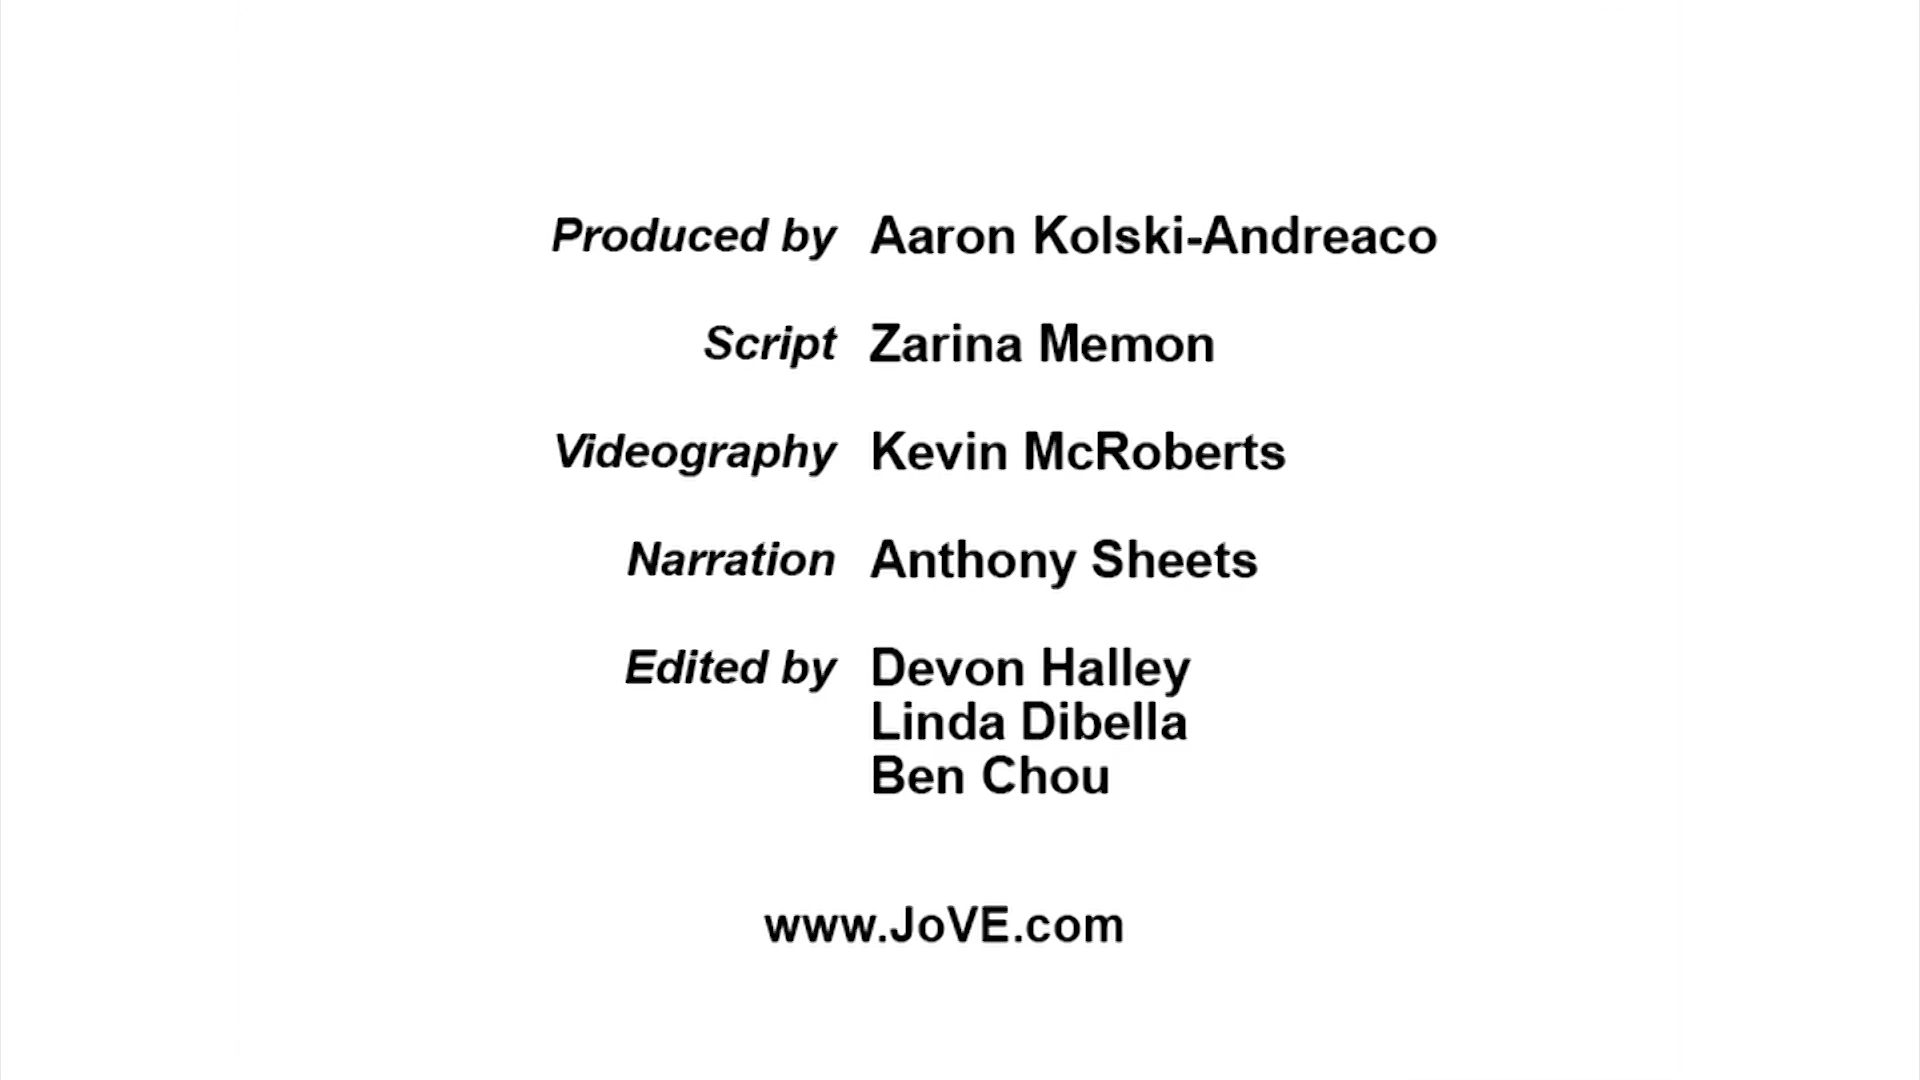 Produced by Aaron Kolski-Andreaco
Script Zarina Memon
Videography Kevin McRoberts
Narration Anthony Sheets
Edited by Devon Halley
Linda Dibella
Ben Chou
www.JoVE.com